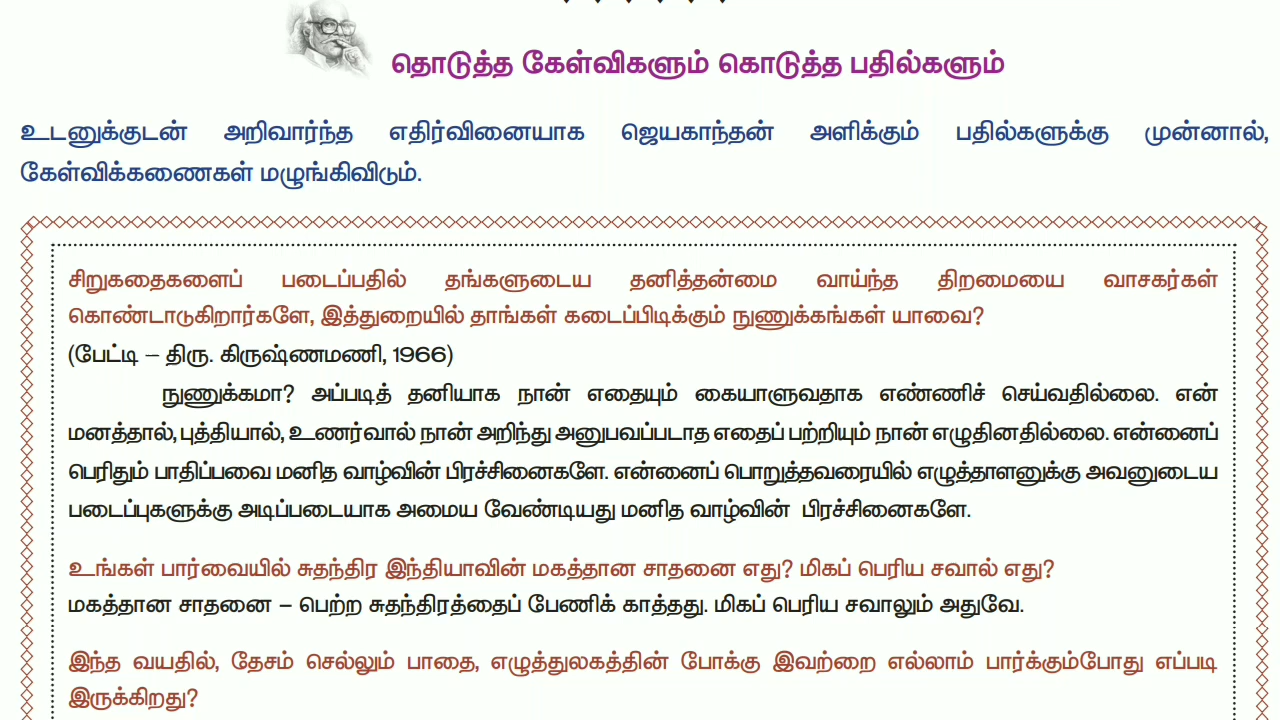 தொடுத்த கேள்விகளும் கொடுத்த பதில்களும்
உடனுக்குடன் அறிவார்ந்த எதிர்வினையாக ஜெயகாந்தன் அளிக்கும் பதில்களுக்கு முன்னால்,
கேள்விக்கணைகள் மழுங்கிவிடும்.
சிறுகதைகளைப் படைப்பதில் தங்களுடைய தனித்தன்மை வாய்ந்த திறமையை வாசகர்கள்
கொண்டாடுகிறார்களே, இத்துறையில் தாங்கள் கடைப்பிடிக்கும் நுணுக்கங்கள் யாவை?
(பேட்டி – திரு. கிருஷ்ணமணி, 1966)
நுணுக்கமா? அப்படித் தனியாக நான் எதையும் கையாளுவதாக எண்ணிச் செய்வதில்லை. என்
மனத்தால், புத்தியால், உணர்வால் நான் அறிந்து அனுபவப்படாத எதைப் பற்றியும் நான் எழுதினதில்லை. என்னைப்
பெரிதும் பாதிப்பவை மனித வாழ்வின் பிரச்சினைகளே. என்னைப் பொறுத்தவரையில் எழுத்தாளனுக்கு அவனுடைய
படைப்புகளுக்கு அடிப்படையாக அமைய வேண்டியது மனித வாழ்வின் பிரச்சினைகளே.
உங்கள் பார்வையில் சுதந்திர இந்தியாவின் மகத்தான சாதனை எது? மிகப் பெரிய சவால் எது?
மகத்தான சாதனை – பெற்ற சுதந்திரத்தைப் பேணிக் காத்தது. மிகப் பெரிய சவாலும் அதுவே.
இந்த வயதில், தேசம் செல்லும் பாதை, எழுத்துலகத்தின் போக்கு இவற்றை எல்லாம் பார்க்கும்போது எப்படி
இருக்கிறது?